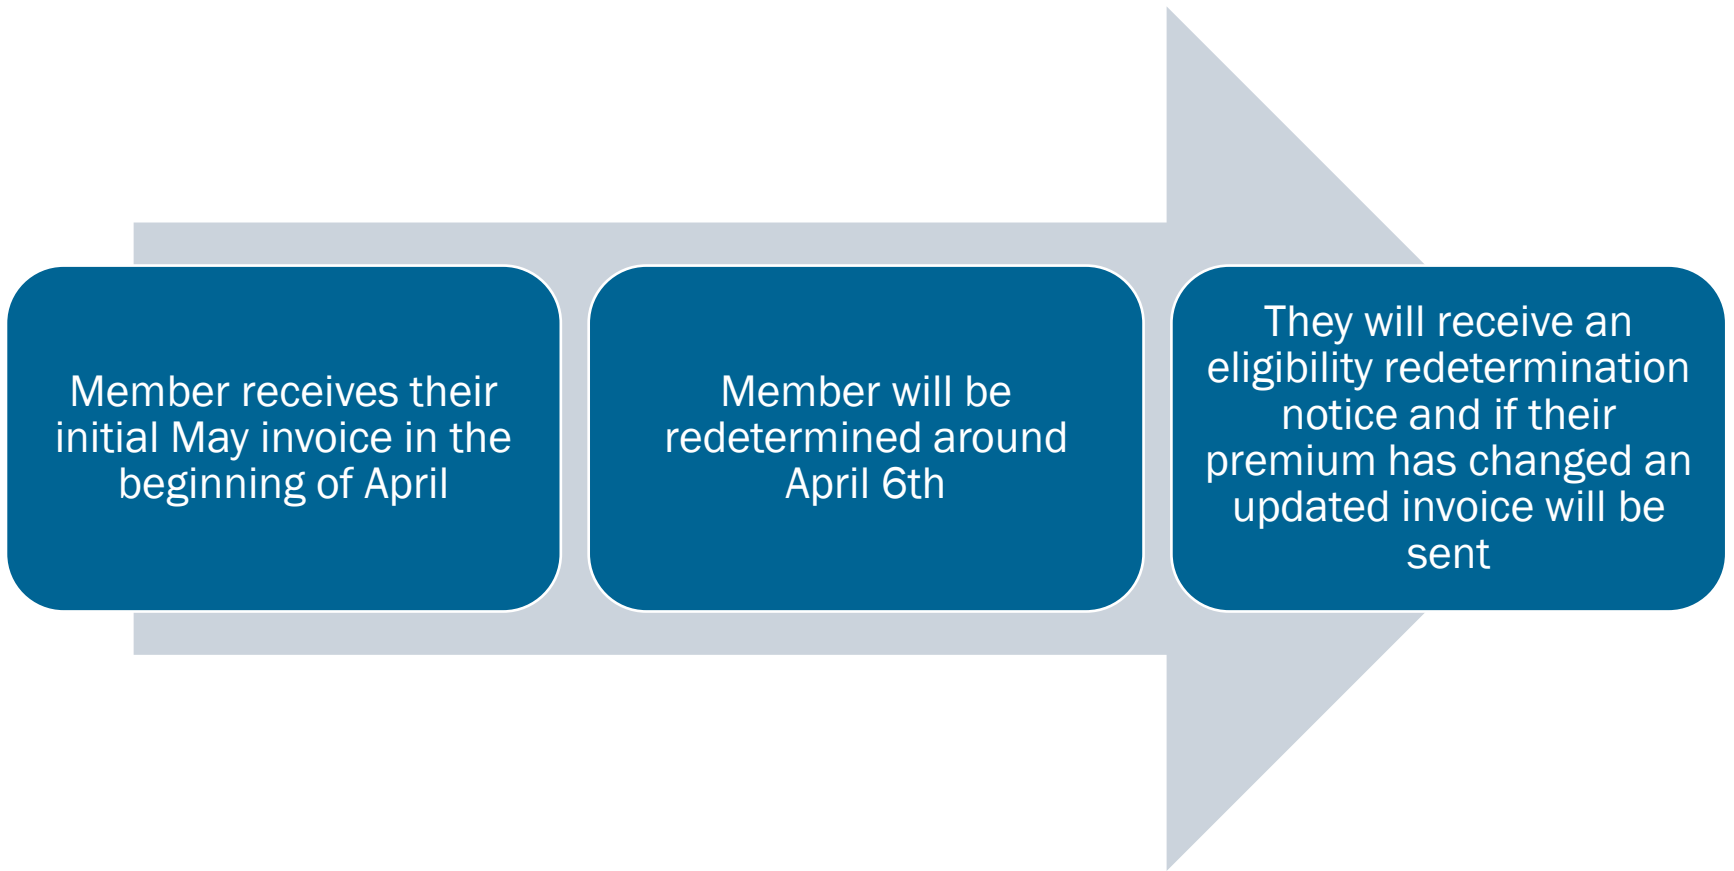 Member receives their
initial May invoice in the
beginning of April
Member will be
redetermined around
April 6th
They will receive an
eligibility redetermination
notice and if their
premium has changed an
updated invoice will be
sent